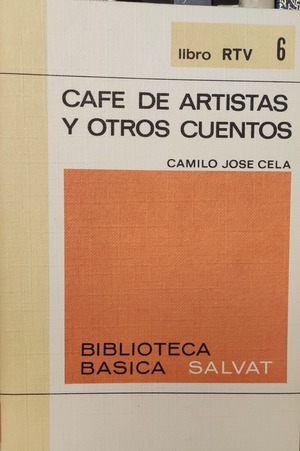 libro RTV 6
CAFE DE ARTISTAS
Y OTROS CUENTOS
CAMILO JOSE CELA
BIBLIOTECA
BASICA SALVAT